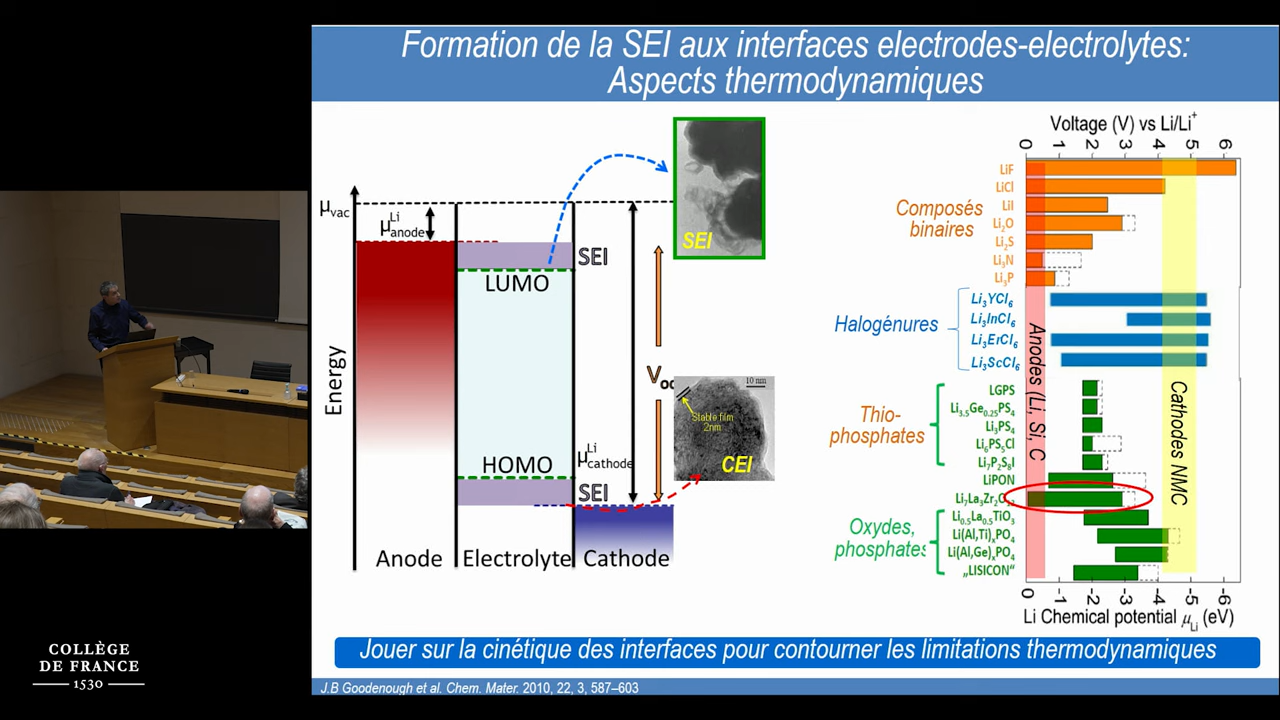 Formation de la SEI aux interfaces electrodes-electrolytes:
Aspects thermodynamiques
μvac
μ Li anode
Energy
SEI
LUMO
HOMO
SEI
μ Li cathode
Anode
Electrolyte
Cathode
SEI
10 nm
Stable film
2nm
CEI
Voltage (V) vs Li/Li⁺
0 1 2 3 4 5 6
Composés
binaires
LiF
LiCl
LiI
Li₂O
Li₂S
Li₃N
Li₃P
Halogénures
Li₃YCl₆
Li₃InCl₆
Li₃ErCl₆
Li₃ScCl₆
Thio-
phosphates
LGPS
Li₃.₅Ge₀.₂₅PS₄
Li₃PS₄
Li₆PS₅Cl
Li₇P₂S₈I
LiPON
Oxydes,
phosphates
Li₀.₅La₀.₅TiO₃
Li(Al,Ti)ₓPO₄
Li(Al,Ge)ₓPO₄
„LISICON“
Anodes (Li, Si, C
Cathodes NMC
0 -1 -2 -3 -4 -5 -6
Li Chemical potential μLi (eV)
Jouer sur la cinétique des interfaces pour contourner les limitations thermodynamiques
J.B Goodenough et al. Chem. Mater. 2010, 22, 3, 587–603
COLLÈGE
DE FRANCE
1530